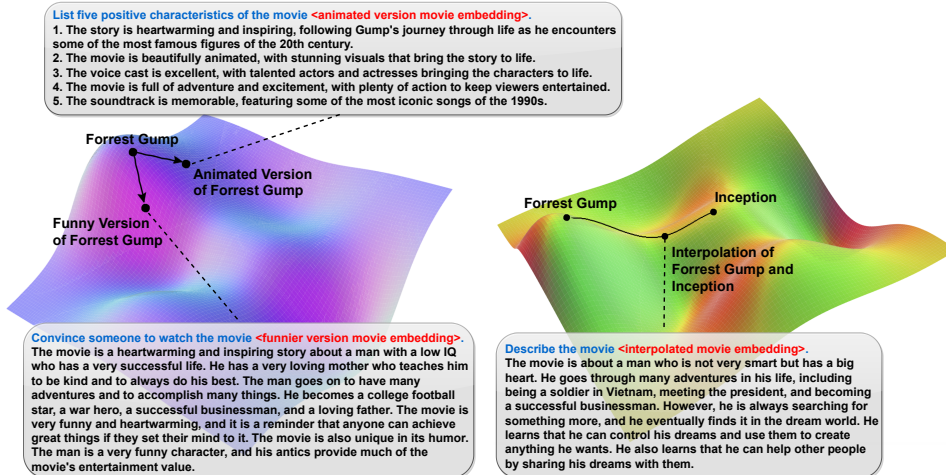 List five positive characteristics of the movie <animated version movie embedding>.
1. The story is heartwarming and inspiring, following Gump's journey through life as he encounters
some of the most famous figures of the 20th century.
2. The movie is beautifully animated, with stunning visuals that bring the story to life.
3. The voice cast is excellent, with talented actors and actresses bringing the characters to life.
4. The movie is full of adventure and excitement, with plenty of action to keep viewers entertained.
5. The soundtrack is memorable, featuring some of the most iconic songs of the 1990s.
Forrest Gump
Animated Version
of Forrest Gump
Funny Version
of Forrest Gump
Forrest Gump
Inception
Interpolation of
Forrest Gump and
Inception
Convince someone to watch the movie <funnier version movie embedding>.
The movie is a heartwarming and inspiring story about a man with a low IQ
who has a very successful life. He has a very loving mother who teaches him
to be kind and to always do his best. The man goes on to have many
adventures and to accomplish many things. He becomes a college football
star, a war hero, a successful businessman, and a loving father. The movie is
very funny and heartwarming, and it is a reminder that anyone can achieve
great things if they set their mind to it. The movie is also unique in its humor.
The man is a very funny character, and his antics provide much of the
movie's entertainment value.
Describe the movie <interpolated movie embedding>.
The movie is about a man who is not very smart but has a big
heart. He goes through many adventures in his life, including
being a soldier in Vietnam, meeting the president, and becoming
a successful businessman. However, he is always searching for
something more, and he eventually finds it in the dream world. He
learns that he can control his dreams and use them to create
anything he wants. He also learns that he can help other people
by sharing his dreams with them.